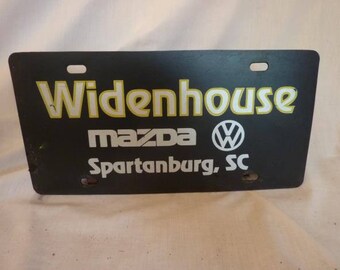 Widenhouse
mazda VW
Spartanburg, SC